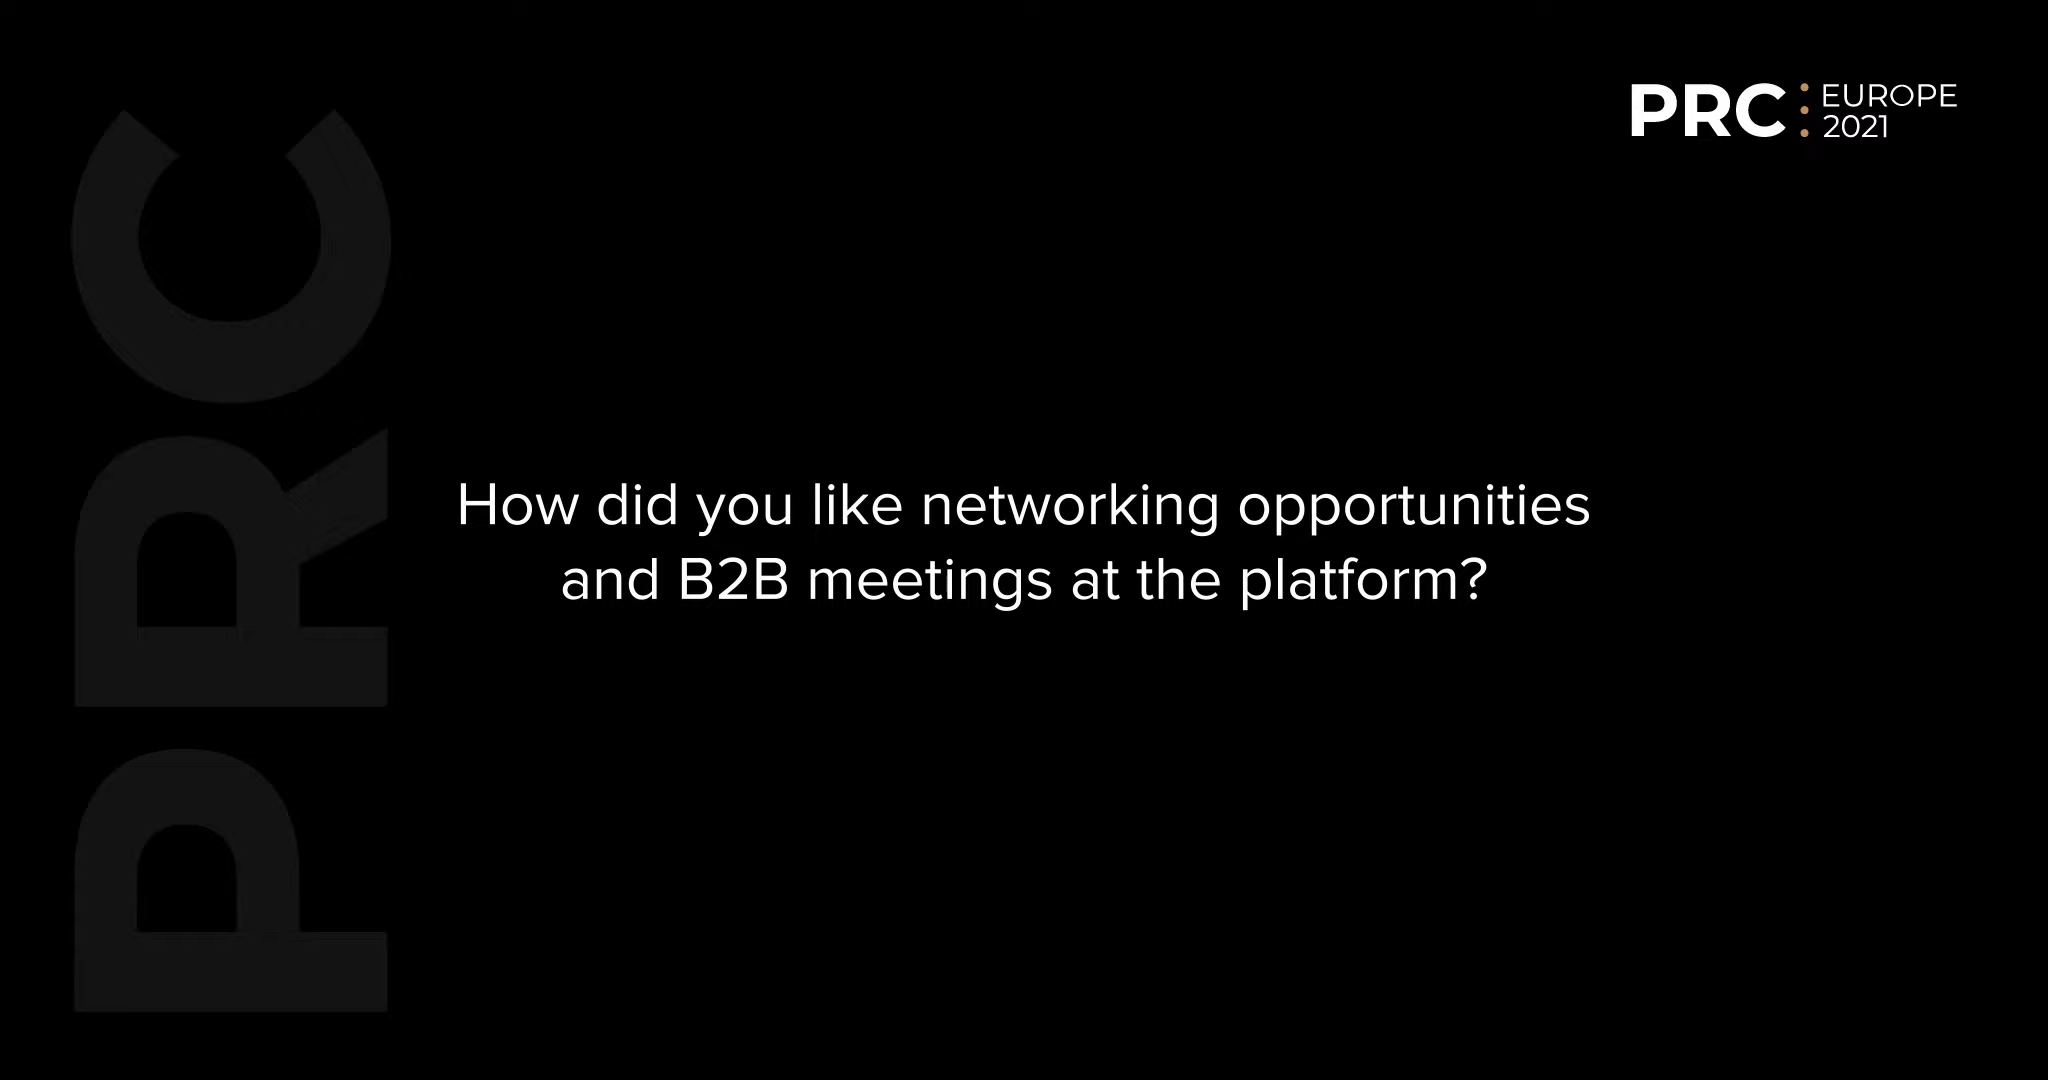 PRC
PRC EUROPE
2021
How did you like networking opportunities
and B2B meetings at the platform?